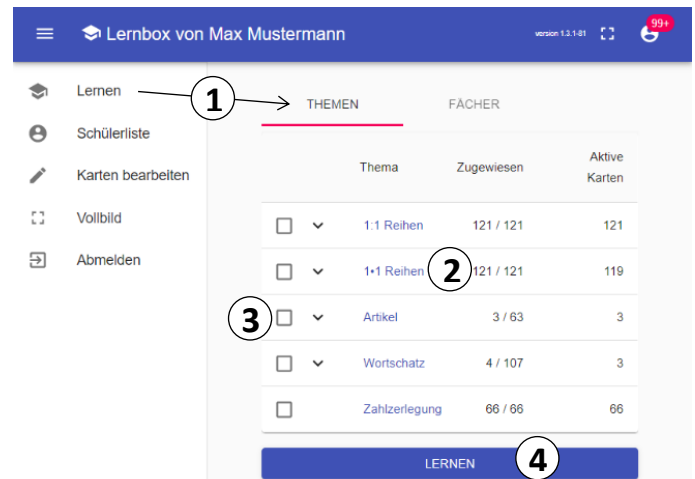 Lernbox von Max Mustermann version 1.2.1-81 99+
Lernen 1 THEMEN FÄCHER
Schülerliste
Karten bearbeiten
Vollbild
Abmelden
Thema Zugewiesen Aktive Karten
1:1 Reihen 121 / 121 121
1•1 Reihen 2 121 / 121 119
3 Artikel 3 / 63 3
Wortschatz 4 / 107 3
Zahlzerlegung 66 / 66 66
LERNEN 4